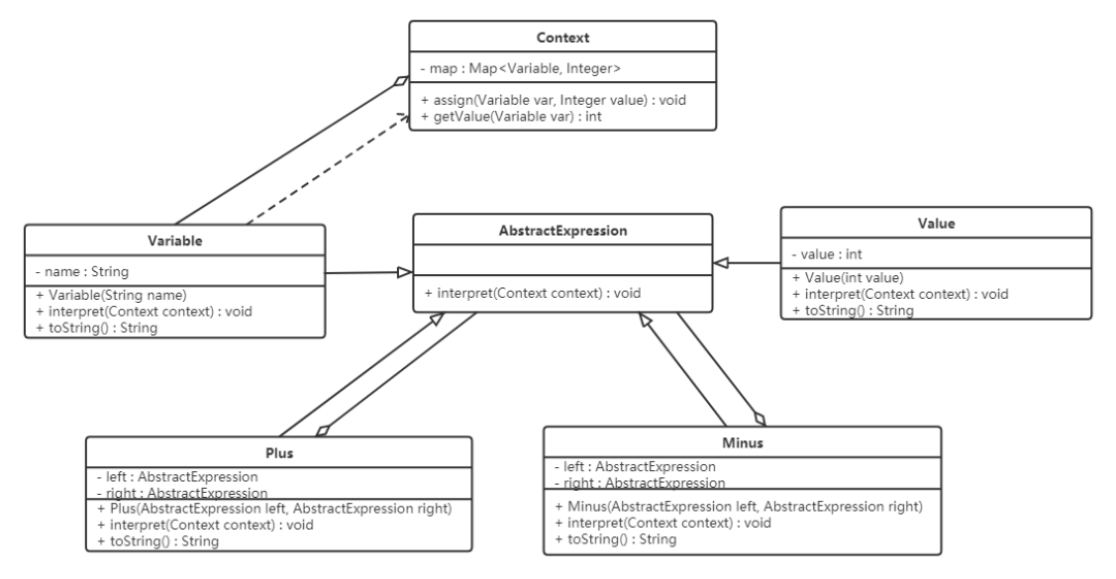 Context
- map : Map<Variable, Integer>
+ assign(Variable var, Integer value) : void
+ getValue(Variable var) : int
Variable
- name : String
+ Variable(String name)
+ interpret(Context context) : void
+ toString() : String
AbstractExpression
+ interpret(Context context) : void
Value
- value : int
+ Value(int value)
+ interpret(Context context) : void
+ toString() : String
Plus
- left : AbstractExpression
- right : AbstractExpression
+ Plus(AbstractExpression left, AbstractExpression right)
+ interpret(Context context) : void
+ toString() : String
Minus
- left : AbstractExpression
- right : AbstractExpression
+ Minus(AbstractExpression left, AbstractExpression right)
+ interpret(Context context) : void
+ toString() : String